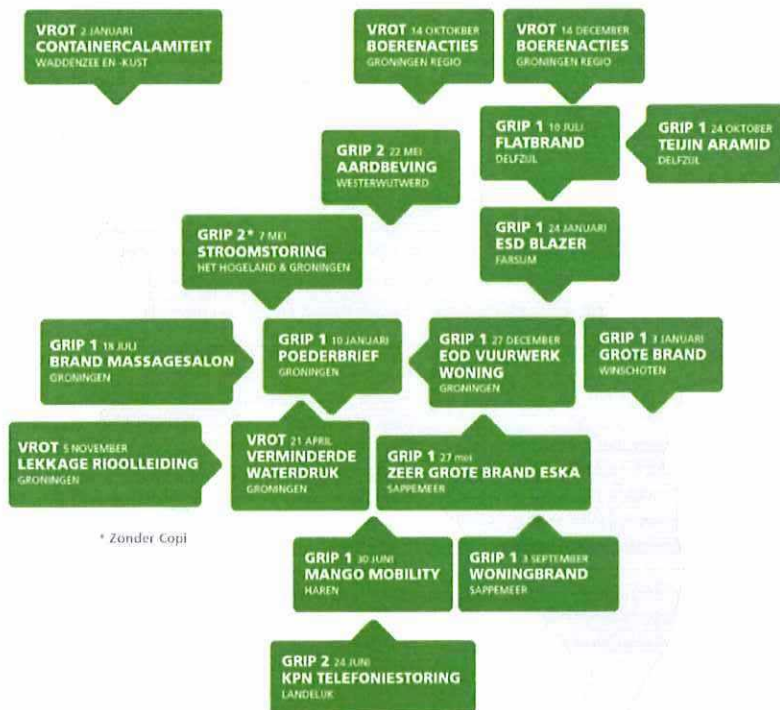 VROT 2 JANUARI
CONTAINERCALAMITEIT
WADDENZEE EN -KUST
VROT 14 OKTOKBER
BOERENACTIES
GRONINGEN REGIO
VROT 14 DECEMBER
BOERENACTIES
GRONINGEN REGIO
GRIP 1 10 JULI
FLATBRAND
DELFZIJL
GRIP 1 24 OKTOBER
TEIJIN ARAMID
DELFZIJL
GRIP 2 22 MEI
AARDBEVING
WESTERWIJTWERD
GRIP 2* 7 MEI
STROOMSTORING
HET HOGELAND & GRONINGEN
GRIP 1 24 JANUARI
ESD BLAZER
FARSUM
GRIP 1 18 JULI
BRAND MASSAGESALON
GRONINGEN
GRIP 1 10 JANUARI
POEDERBRIEF
GRONINGEN
GRIP 1 27 DECEMBER
EOD VUURWERK
WONING
GRONINGEN
GRIP 1 3 JANUARI
GROTE BRAND
WINSCHOTEN
VROT 5 NOVEMBER
LEKKAGE RIOOLLEIDING
GRONINGEN
VROT 21 APRIL
VERMINDERDE
WATERDRUK
GRONINGEN
GRIP 1 27 mei
ZEER GROTE BRAND ESKA
SAPPEMEER
* Zonder Copi
GRIP 1 30 JUNI
MANGO MOBILITY
HAREN
GRIP 1 3 SEPTEMBER
WONINGBRAND
SAPPEMEER
GRIP 2 24 JUNI
KPN TELEFONIESTORING
LANDELIJK